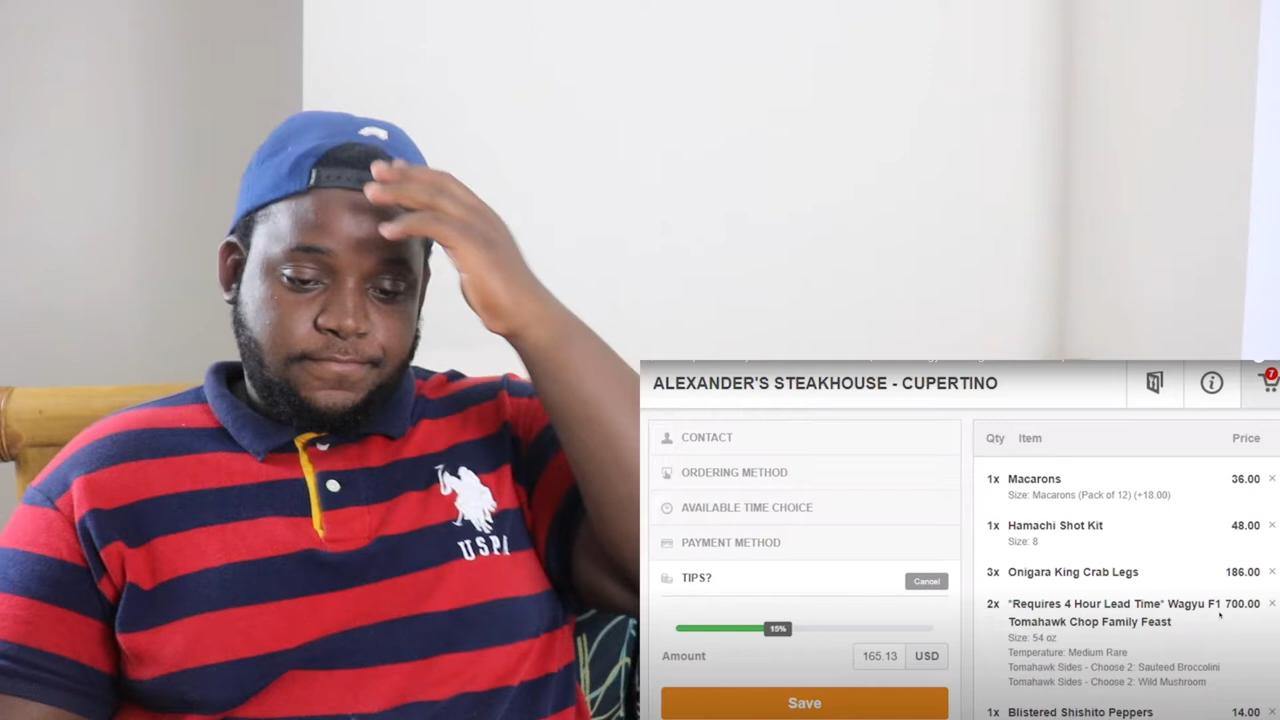 USPA
ALEXANDER'S STEAKHOUSE - CUPERTINO
7
CONTACT
ORDERING METHOD
AVAILABLE TIME CHOICE
PAYMENT METHOD
TIPS?
Cancel
15%
Amount 165.13 USD
Save
Qty Item Price
1x Macarons 36.00
Size: Macarons (Pack of 12) (+18.00)
1x Hamachi Shot Kit 48.00
Size: 8
3x Onigara King Crab Legs 186.00
2x *Requires 4 Hour Lead Time* Wagyu F1 700.00
Tomahawk Chop Family Feast
Size: 54 oz
Temperature: Medium Rare
Tomahawk Sides - Choose 2: Sauteed Broccolini
Tomahawk Sides - Choose 2: Wild Mushroom
1x Blistered Shishito Peppers 14.00